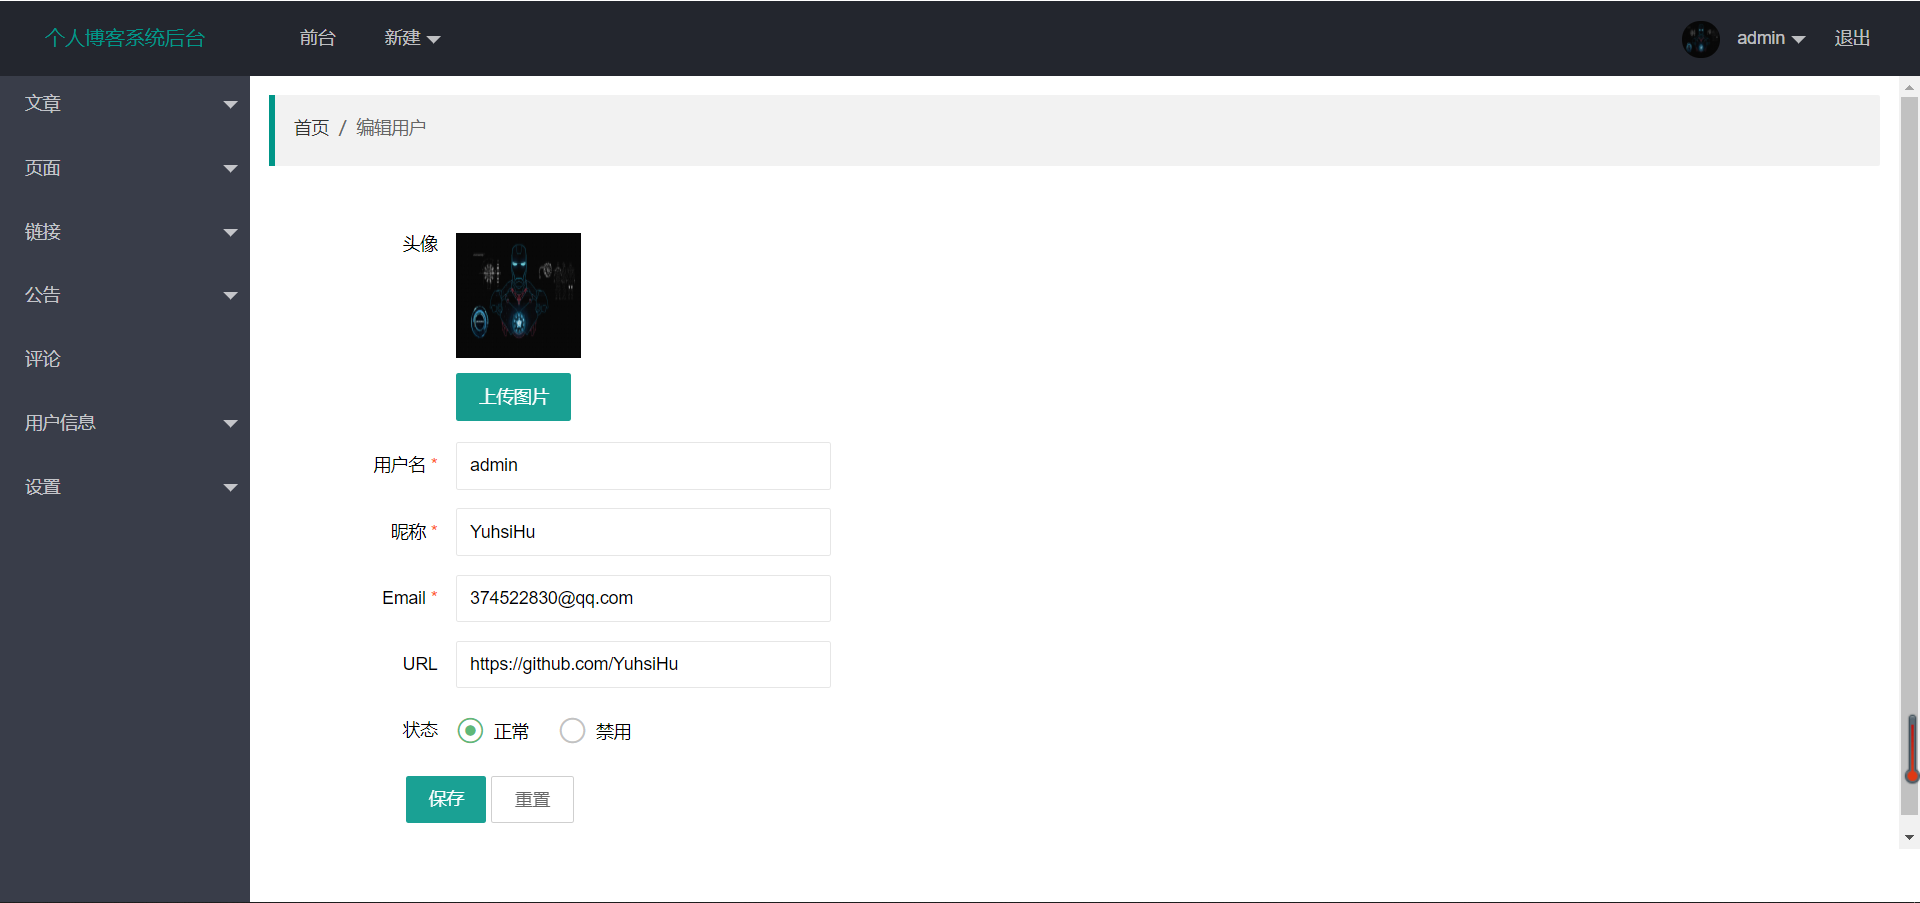 个人博客系统后台
前台
新建
admin
退出
文章
页面
链接
公告
评论
用户信息
设置
首页 / 编辑用户
头像
上传图片
用户名 * admin
昵称 * YuhsiHu
Email * 374522830@qq.com
URL https://github.com/YuhsiHu
状态 正常 禁用
保存 重置